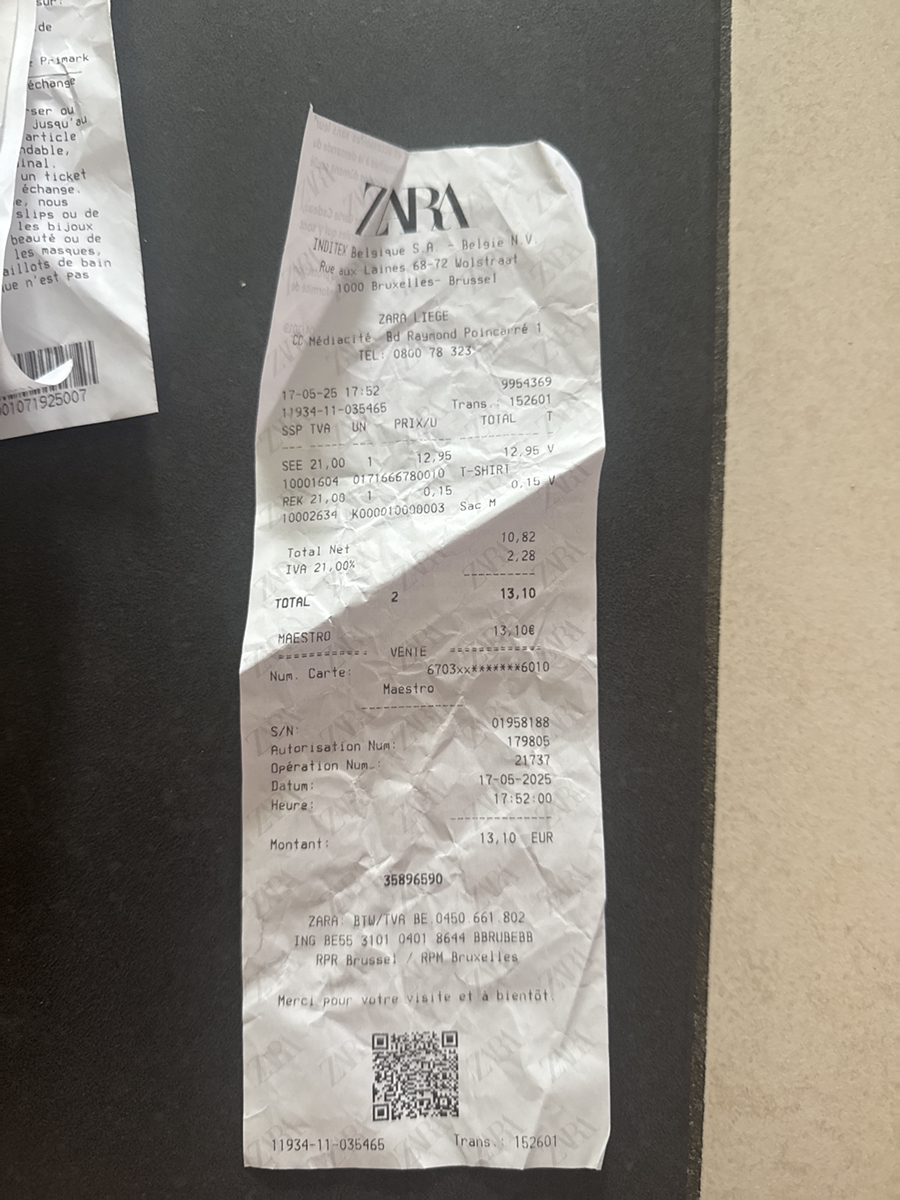 sur:
de
Primark
échange
ser ou
jusqu'au
article
ndable,
inal.
un ticket
échange.
e, nous
slips ou de
les bijoux
beauté ou de
les masques,
aillots de bain
ue n'est pas
01071925007
ZARA
INDITEX Belgique S.A. - Belgie N.V.
Rue aux Laines 68-72 Wolstraat
1000 Bruxelles- Brussel
ZARA LIEGE
CC Médiacité Bd Raymond Poincarré 1
TEL: 0800 78 323
9954369
17-05-25 17:52
11934-11-035465 Trans.: 152601
SSP TVA UN PRIX/U TOTAL T
SEE 21,00 1 12,95 12,95 V
10001604 0171666780010 T-SHIRT
REK 21,00 1 0,15 0,15 V
10002634 K000010000003 Sac M
Total Net 10,82
IVA 21,00% 2,28
TOTAL 2 13,10
MAESTRO 13,10€
============ VENTE ============
Num. Carte: 6703xx*******6010
Maestro
S/N: 01958188
Autorisation Num: 179805
Opération Num.: 21737
Datum: 17-05-2025
Heure: 17:52:00
Montant: 13,10 EUR
35896590
ZARA: BTW/TVA BE 0450.661.802
ING BE55 3101 0401 8644 BBRUBEBB
RPR Brussel / RPM Bruxelles
Merci pour votre visite et à bientôt.
11934-11-035465 Trans.: 152601